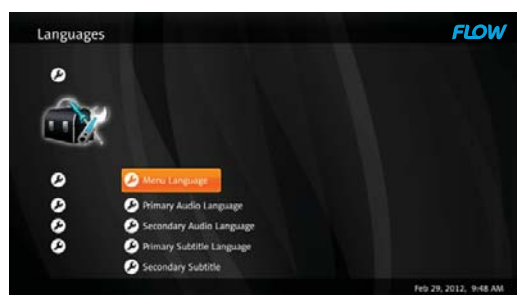 Languages
FLOW
Menu Language
Primary Audio Language
Secondary Audio Language
Primary Subtitle Language
Secondary Subtitle
Feb 29, 2012, 9:48 AM